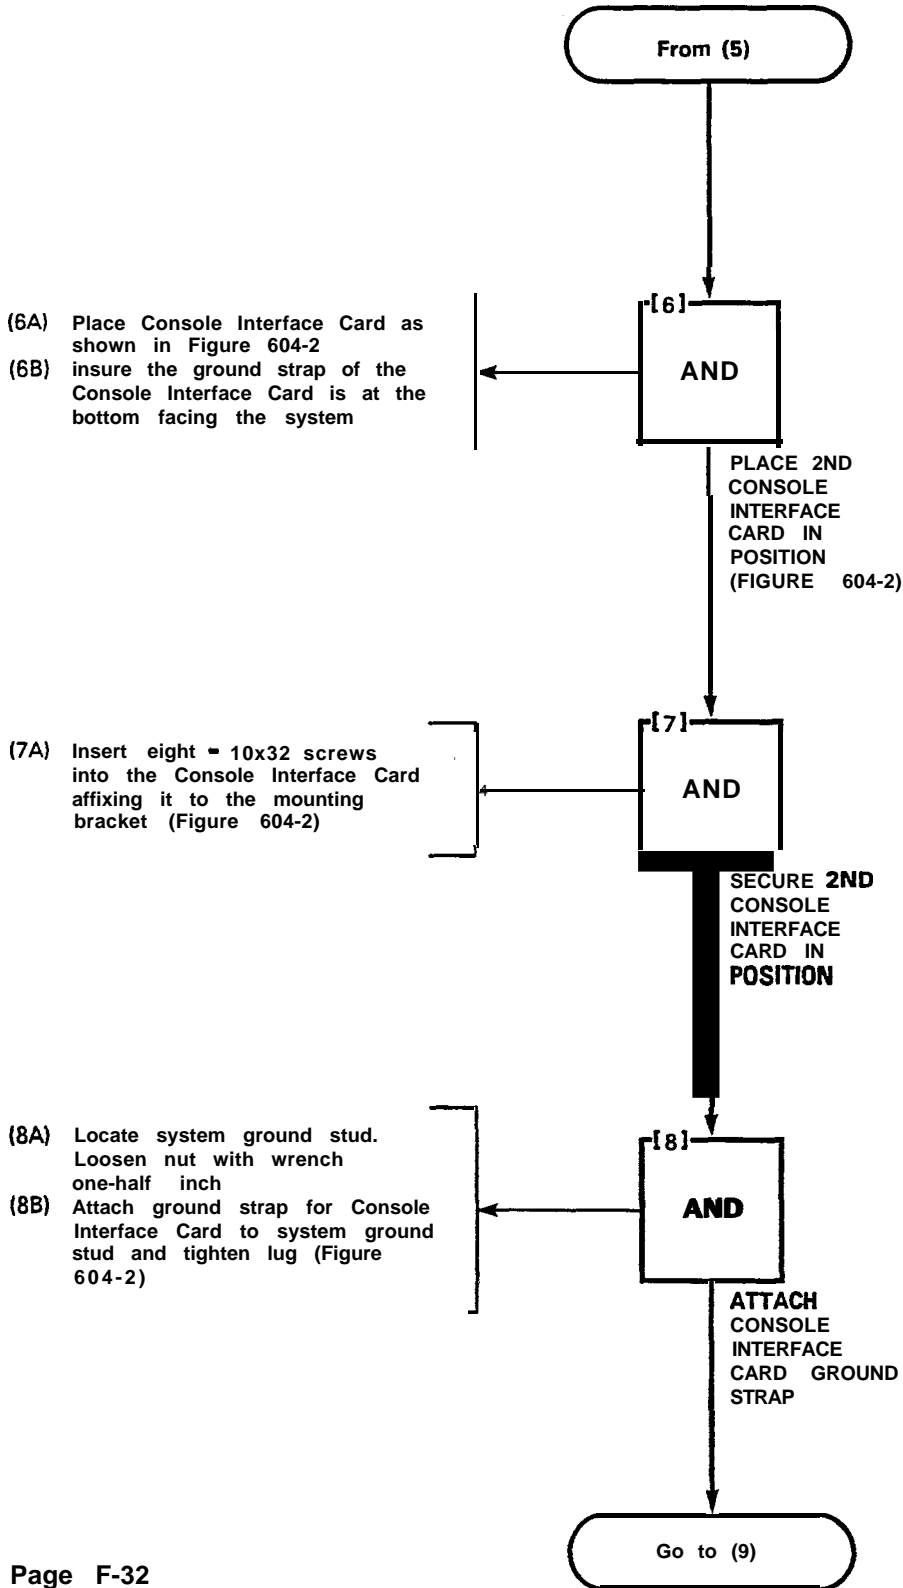 From (5)
[6]
AND
(6A) Place Console Interface Card as
shown in Figure 604-2
(6B) insure the ground strap of the
Console Interface Card is at the
bottom facing the system
PLACE 2ND
CONSOLE
INTERFACE
CARD IN
POSITION
(FIGURE 604-2)
[7]
AND
(7A) Insert eight - 10x32 screws
into the Console Interface Card
affixing it to the mounting
bracket (Figure 604-2)
SECURE 2ND
CONSOLE
INTERFACE
CARD IN
POSITION
[8]
AND
(8A) Locate system ground stud.
Loosen nut with wrench
one-half inch
(8B) Attach ground strap for Console
Interface Card to system ground
stud and tighten lug (Figure
604-2)
ATTACH
CONSOLE
INTERFACE
CARD GROUND
STRAP
Go to (9)
Page F-32